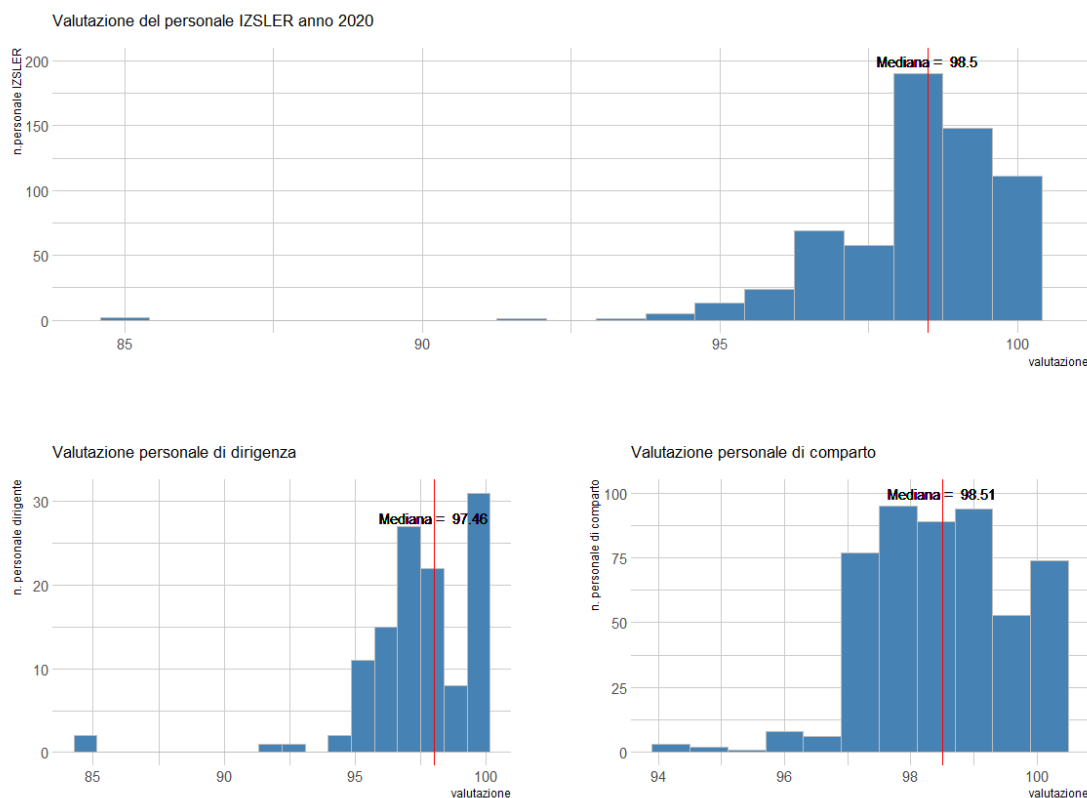 Valutazione del personale IZSLER anno 2020
n.personale IZSLER
200
150
100
50
0
Mediana = 98.5
85 90 95 100
valutazione
Valutazione personale di dirigenza
n. personale dirigente
30
20
10
0
Mediana = 97.46
85 90 95 100
valutazione
Valutazione personale di comparto
n. personale di comparto
100
75
50
25
0
Mediana = 98.51
94 96 98 100
valutazione